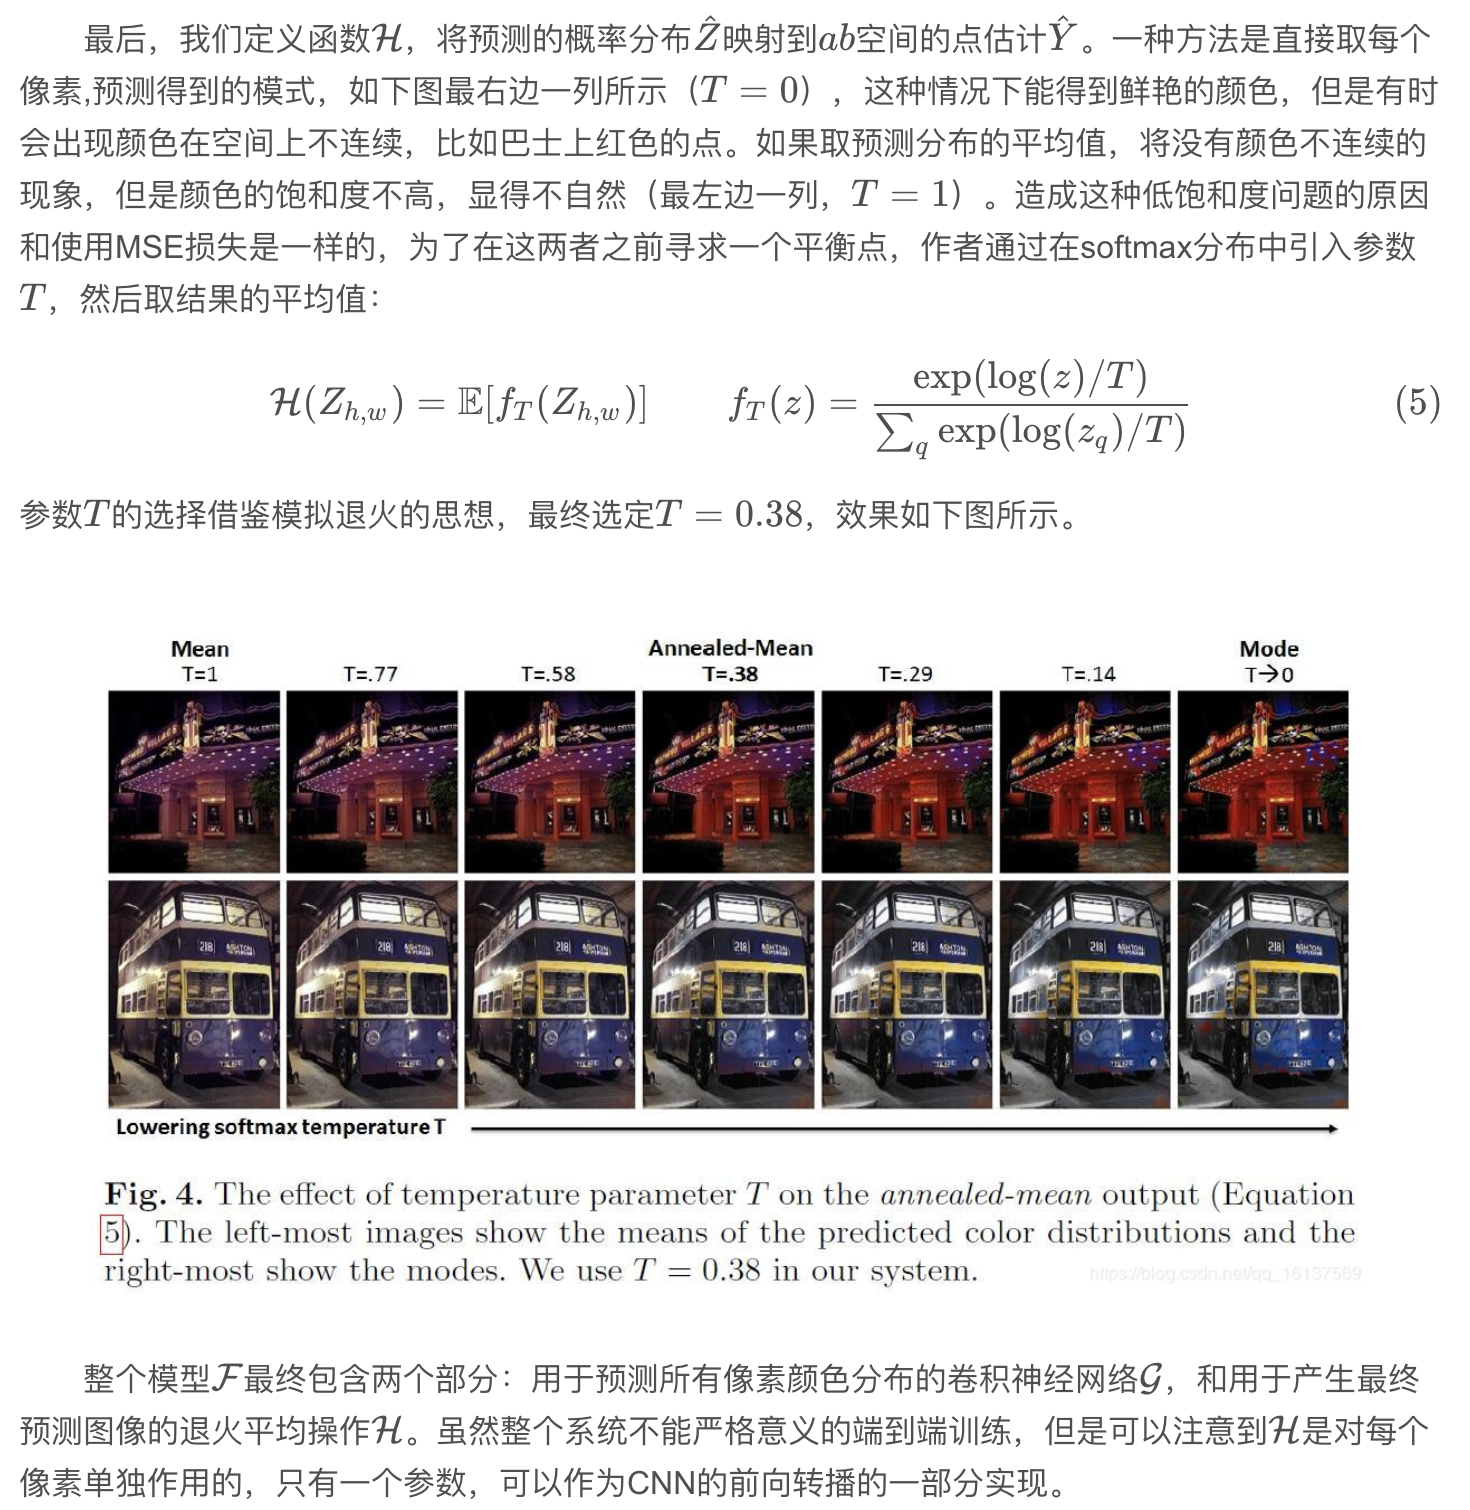 最后，我们定义函数ℋ，将预测的概率分布Ẑ映射到ab空间的点估计Ŷ。一种方法是直接取每个
像素,预测得到的模式，如下图最右边一列所示（T = 0），这种情况下能得到鲜艳的颜色，但是有时
会出现颜色在空间上不连续，比如巴士上红色的点。如果取预测分布的平均值，将没有颜色不连续的
现象，但是颜色的饱和度不高，显得不自然（最左边一列，T = 1）。造成这种低饱和度问题的原因
和使用MSE损失是一样的，为了在这两者之前寻求一个平衡点，作者通过在softmax分布中引入参数
T，然后取结果的平均值：
ℋ(Z_{h,w}) = 𝔼[f_T(Z_{h,w})] f_T(z) = exp(log(z)/T) / ∑_q exp(log(z_q)/T) (5)
参数T的选择借鉴模拟退火的思想，最终选定T = 0.38，效果如下图所示。
Mean Annealed-Mean Mode
T=1 T=.77 T=.58 T=.38 T=.29 T=.14 T→0
218 ASHTON
Lowering softmax temperature T
Fig. 4. The effect of temperature parameter T on the annealed-mean output (Equation
5). The left-most images show the means of the predicted color distributions and the
right-most show the modes. We use T = 0.38 in our system.
https://blog.csdn.net/qq_16137569
整个模型ℱ最终包含两个部分：用于预测所有像素颜色分布的卷积神经网络𝒢，和用于产生最终
预测图像的退火平均操作ℋ。虽然整个系统不能严格意义的端到端训练，但是可以注意到ℋ是对每个
像素单独作用的，只有一个参数，可以作为CNN的前向转播的一部分实现。